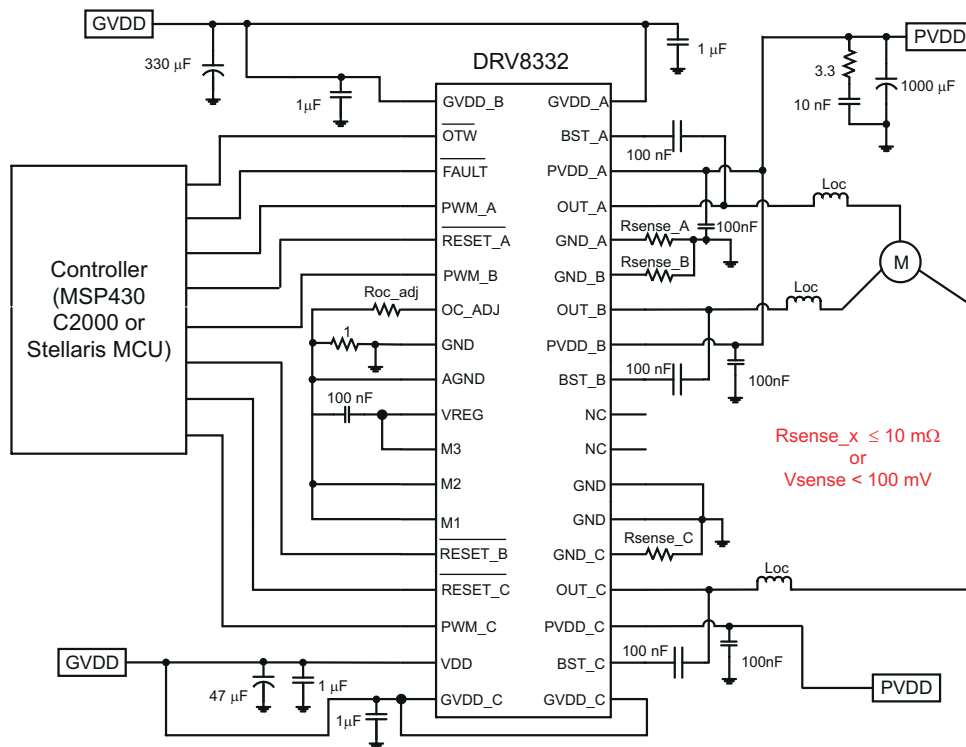 GVDD
PVDD
330 μF
1μF
1 μF
3.3
10 nF
1000 μF
DRV8332
GVDD_B
OTW
FAULT
PWM_A
RESET_A
PWM_B
OC_ADJ
GND
AGND
VREG
M3
M2
M1
RESET_B
RESET_C
PWM_C
VDD
GVDD_C
GVDD_A
BST_A
PVDD_A
OUT_A
GND_A
GND_B
OUT_B
PVDD_B
BST_B
NC
NC
GND
GND
GND_C
OUT_C
PVDD_C
BST_C
GVDD_C
Controller
(MSP430
C2000 or
Stellaris MCU)
Roc_adj
1
100 nF
100 nF
Rsense_A
100nF
Rsense_B
Loc
M
Loc
100 nF
100nF
Rsense_x ≤ 10 mΩ
or
Vsense < 100 mV
Rsense_C
Loc
100 nF
100nF
PVDD
GVDD
47 μF
1 μF
1μF